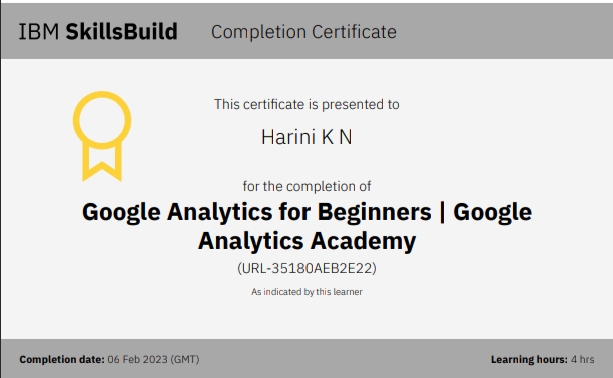 IBM SkillsBuild Completion Certificate
This certificate is presented to
Harini K N
for the completion of
Google Analytics for Beginners | Google
Analytics Academy
(URL-35180AEB2E22)
As indicated by this learner
Completion date: 06 Feb 2023 (GMT) Learning hours: 4 hrs